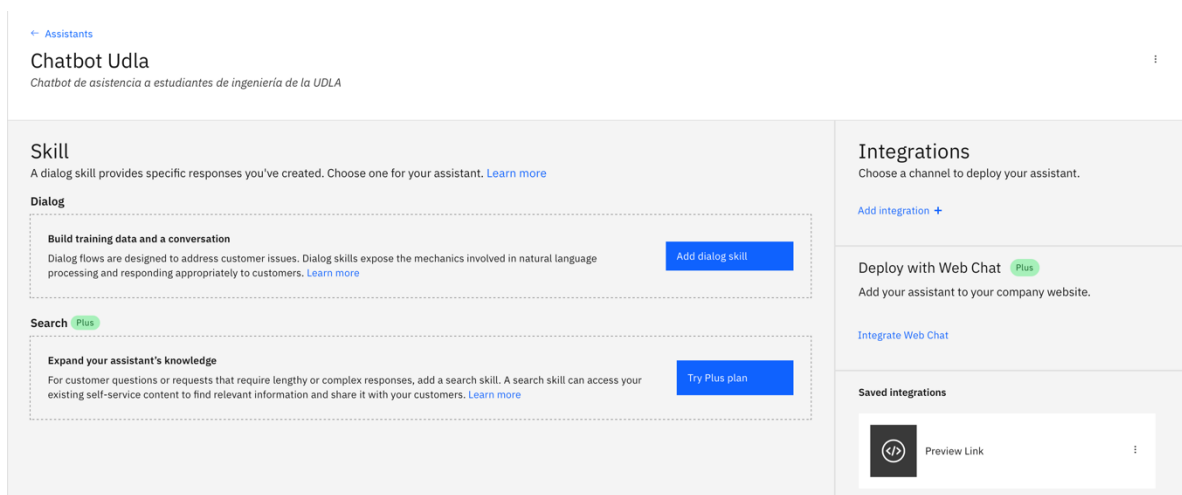 ← Assistants
Chatbot Udla
Chatbot de asistencia a estudiantes de ingeniería de la UDLA
Skill
A dialog skill provides specific responses you've created. Choose one for your assistant. Learn more
Dialog
Build training data and a conversation
Dialog flows are designed to address customer issues. Dialog skills expose the mechanics involved in natural language
processing and responding appropriately to customers. Learn more
Add dialog skill
Search Plus
Expand your assistant's knowledge
For customer questions or requests that require lengthy or complex responses, add a search skill. A search skill can access your
existing self-service content to find relevant information and share it with your customers. Learn more
Try Plus plan
Integrations
Choose a channel to deploy your assistant.
Add integration +
Deploy with Web Chat Plus
Add your assistant to your company website.
Integrate Web Chat
Saved integrations
Preview Link